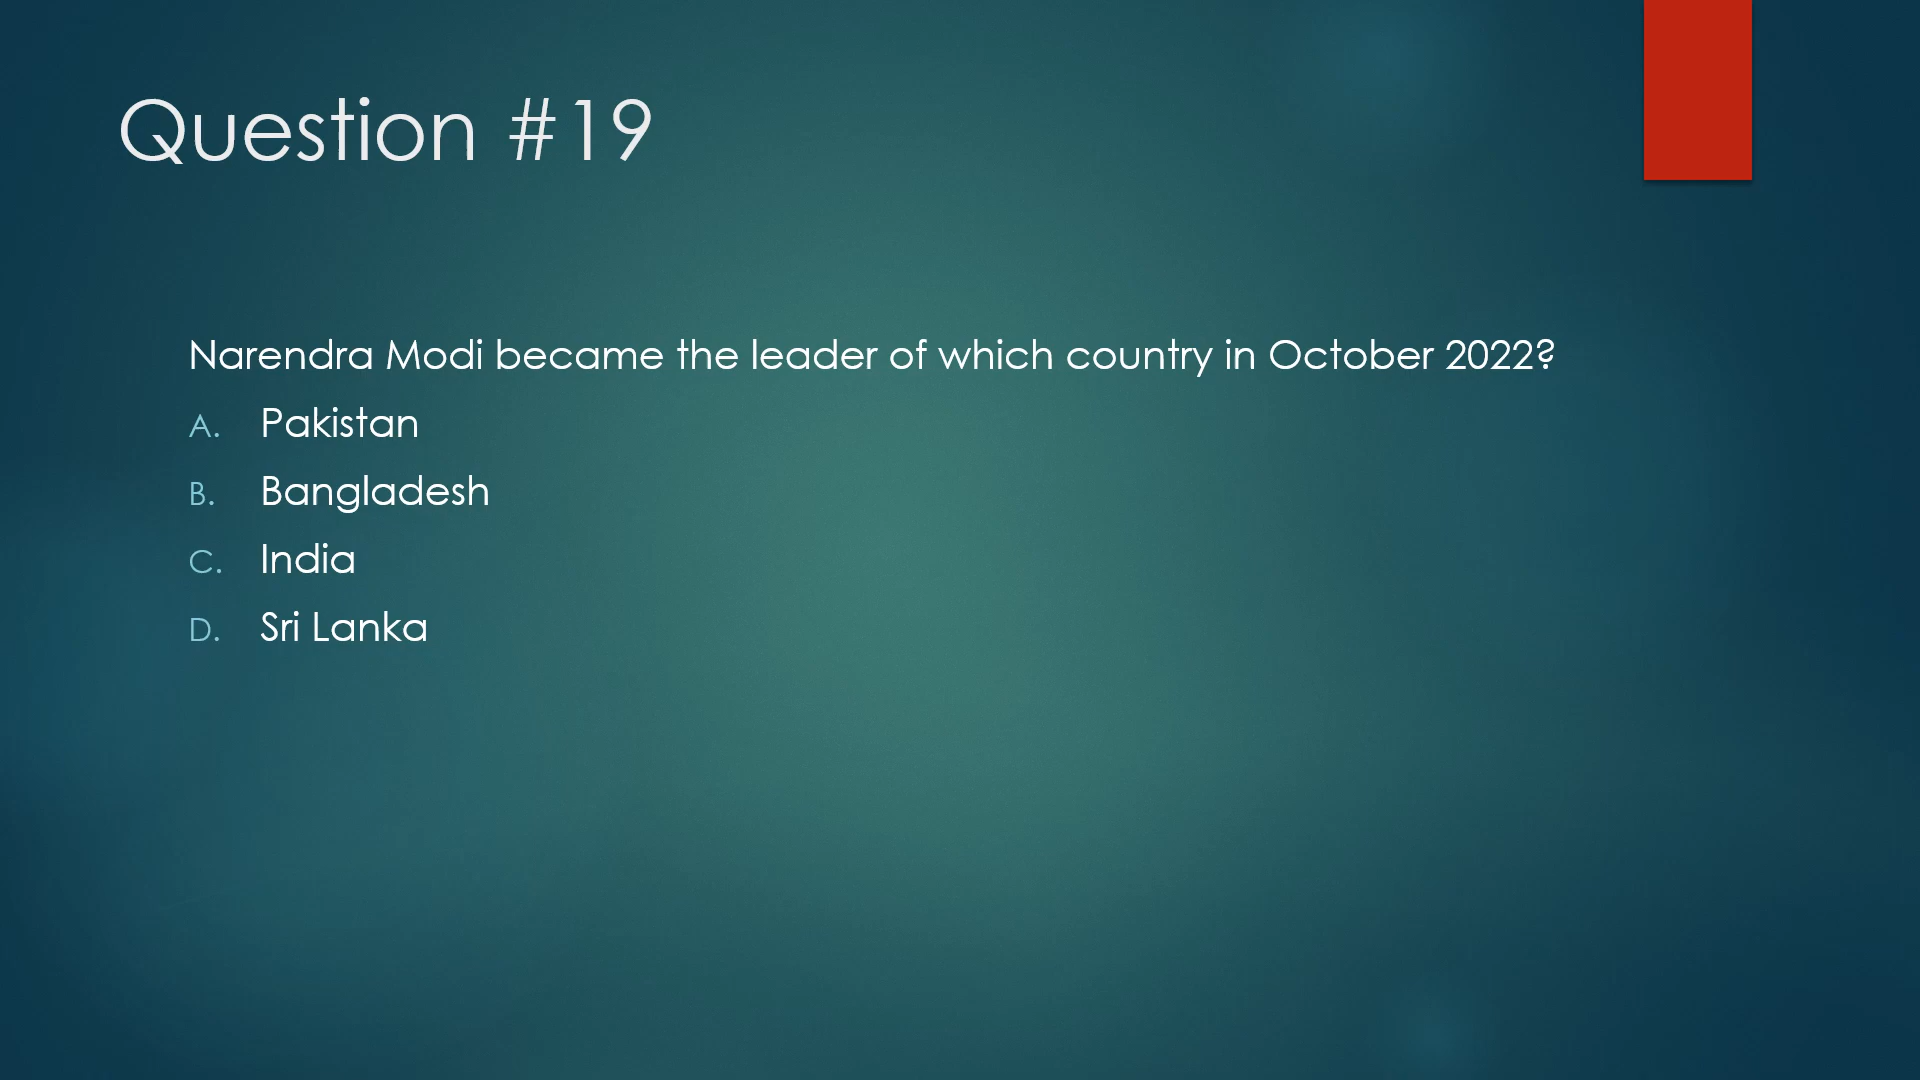 Question #19
Narendra Modi became the leader of which country in October 2022?
A. Pakistan
B. Bangladesh
C. India
D. Sri Lanka